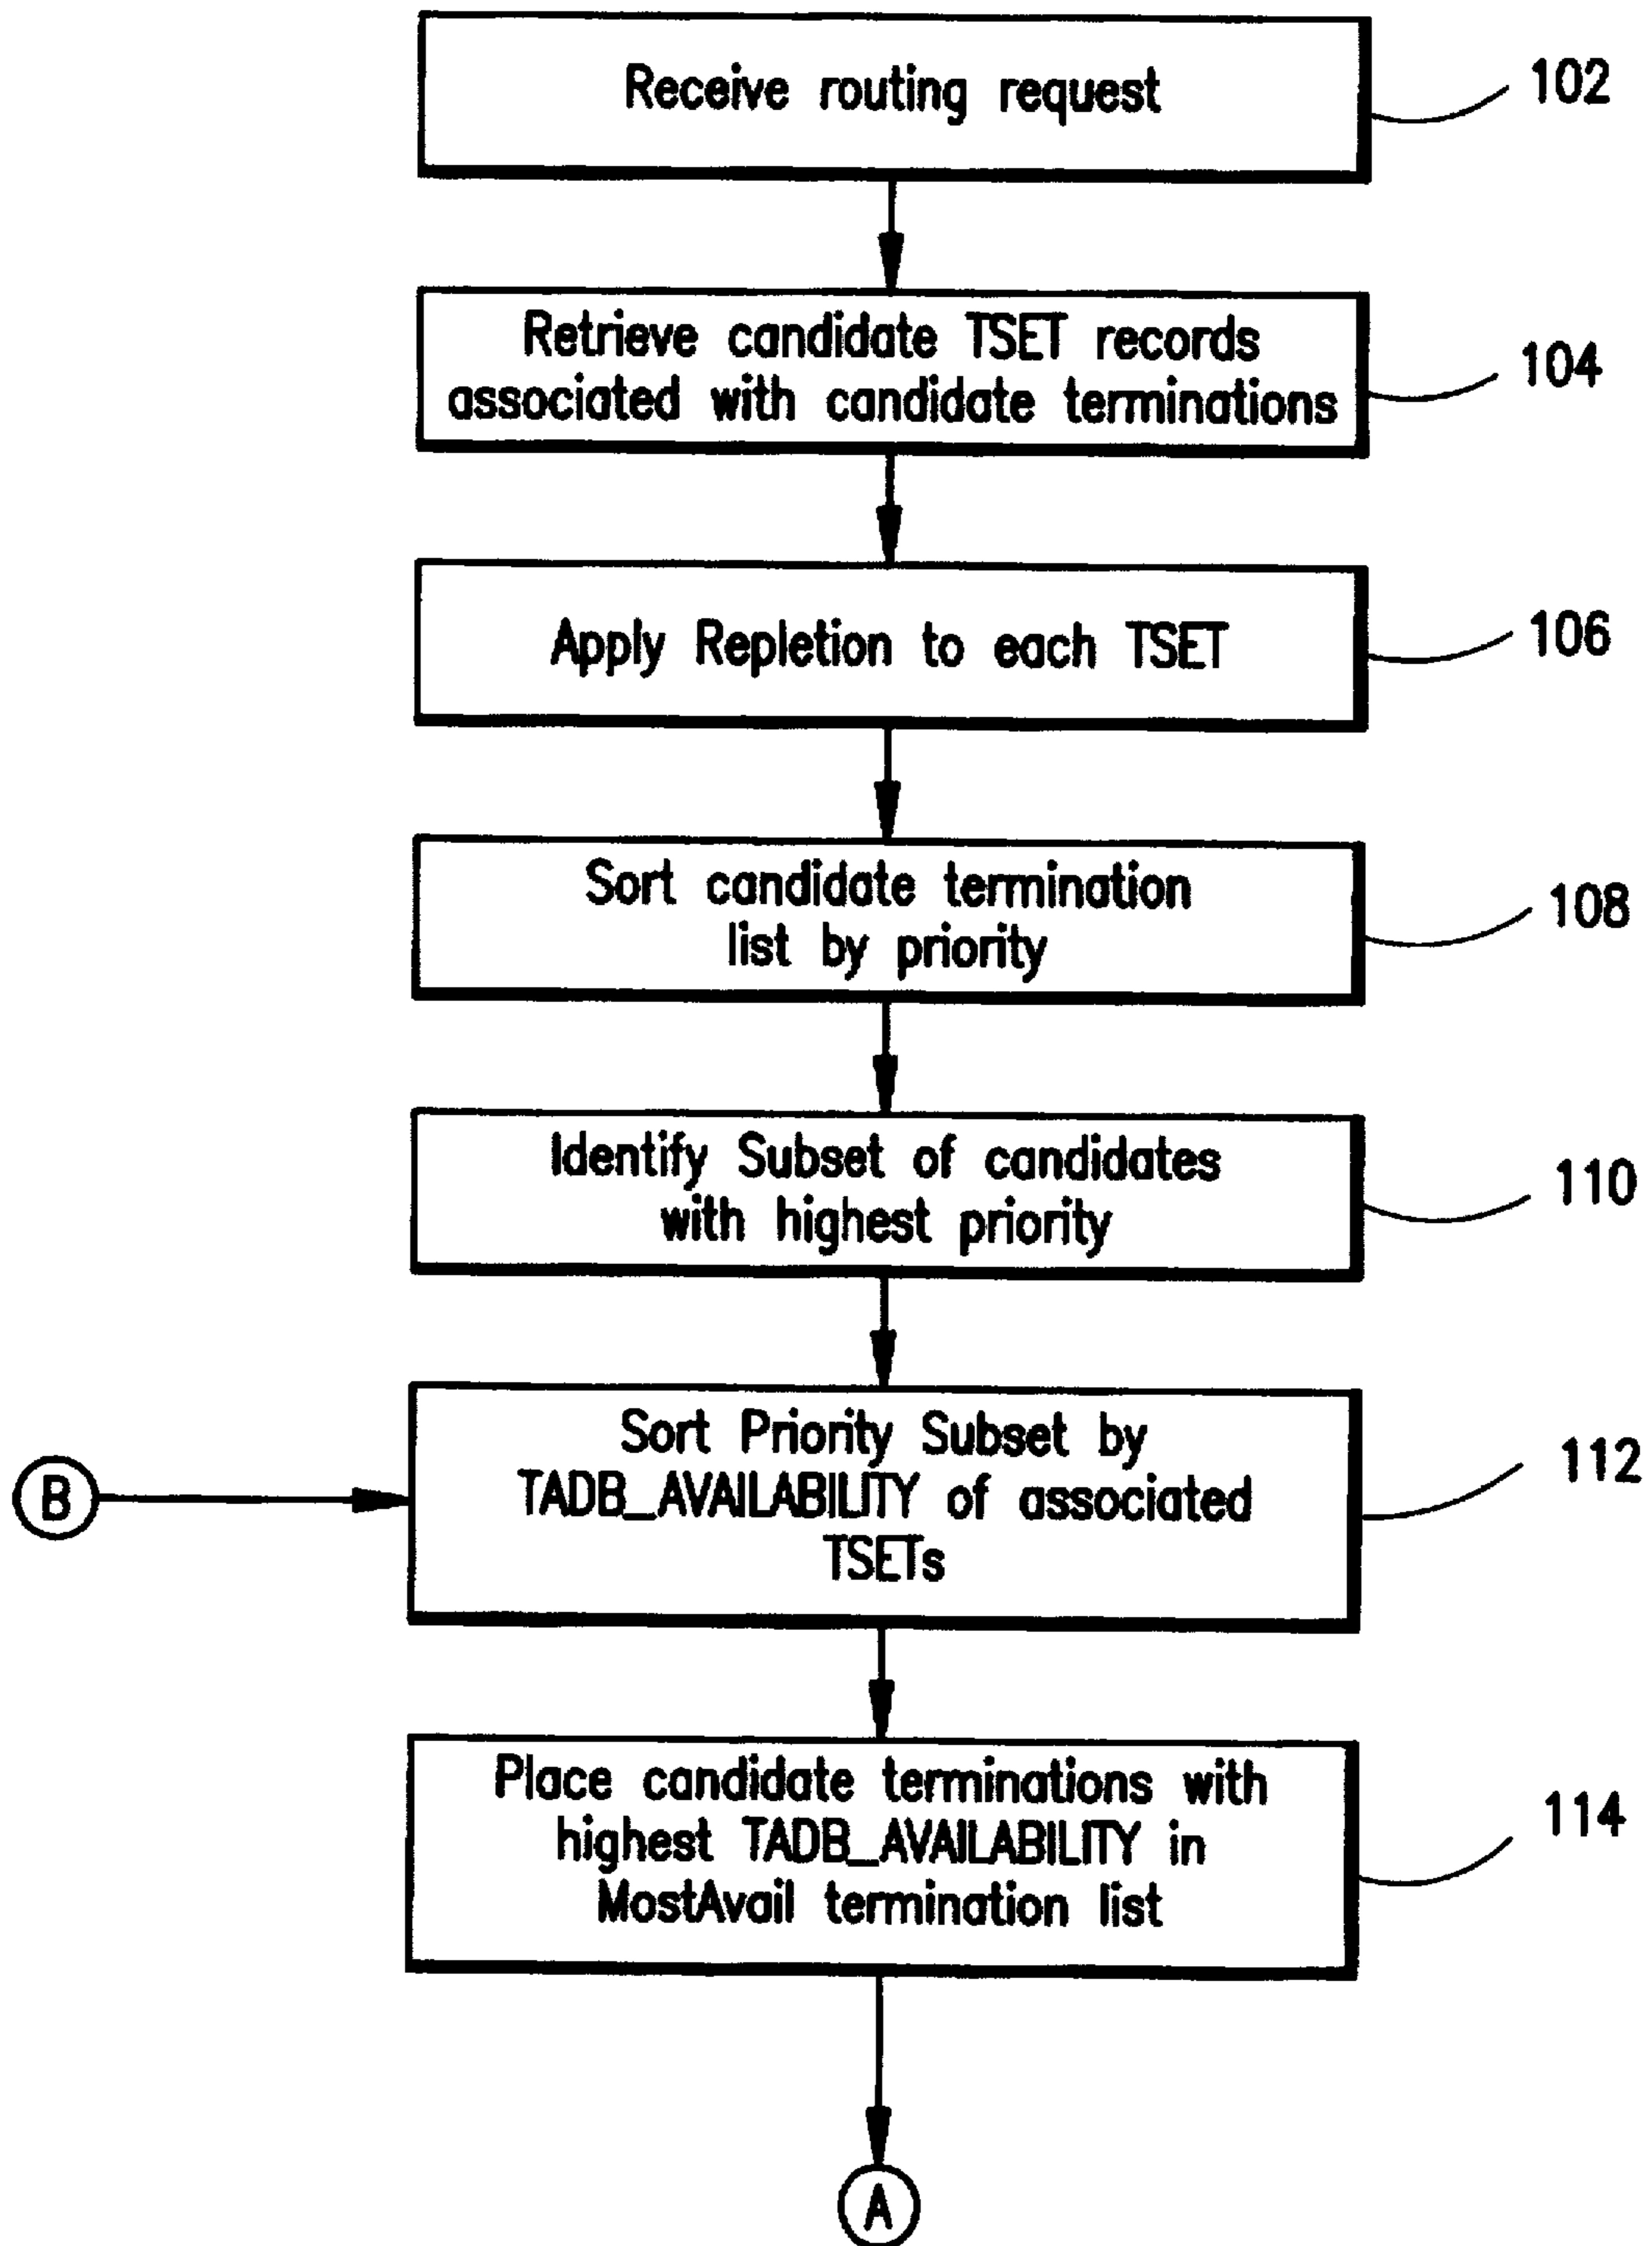 Receive routing request
102
Retrieve candidate TSET records
associated with candidate terminations
104
Apply Repletion to each TSET
106
Sort candidate termination
list by priority
108
Identify Subset of candidates
with highest priority
110
B
Sort Priority Subset by
TADB_AVAILABILITY of associated
TSETs
112
Place candidate terminations with
highest TADB_AVAILABILITY in
MostAvail termination list
114
A